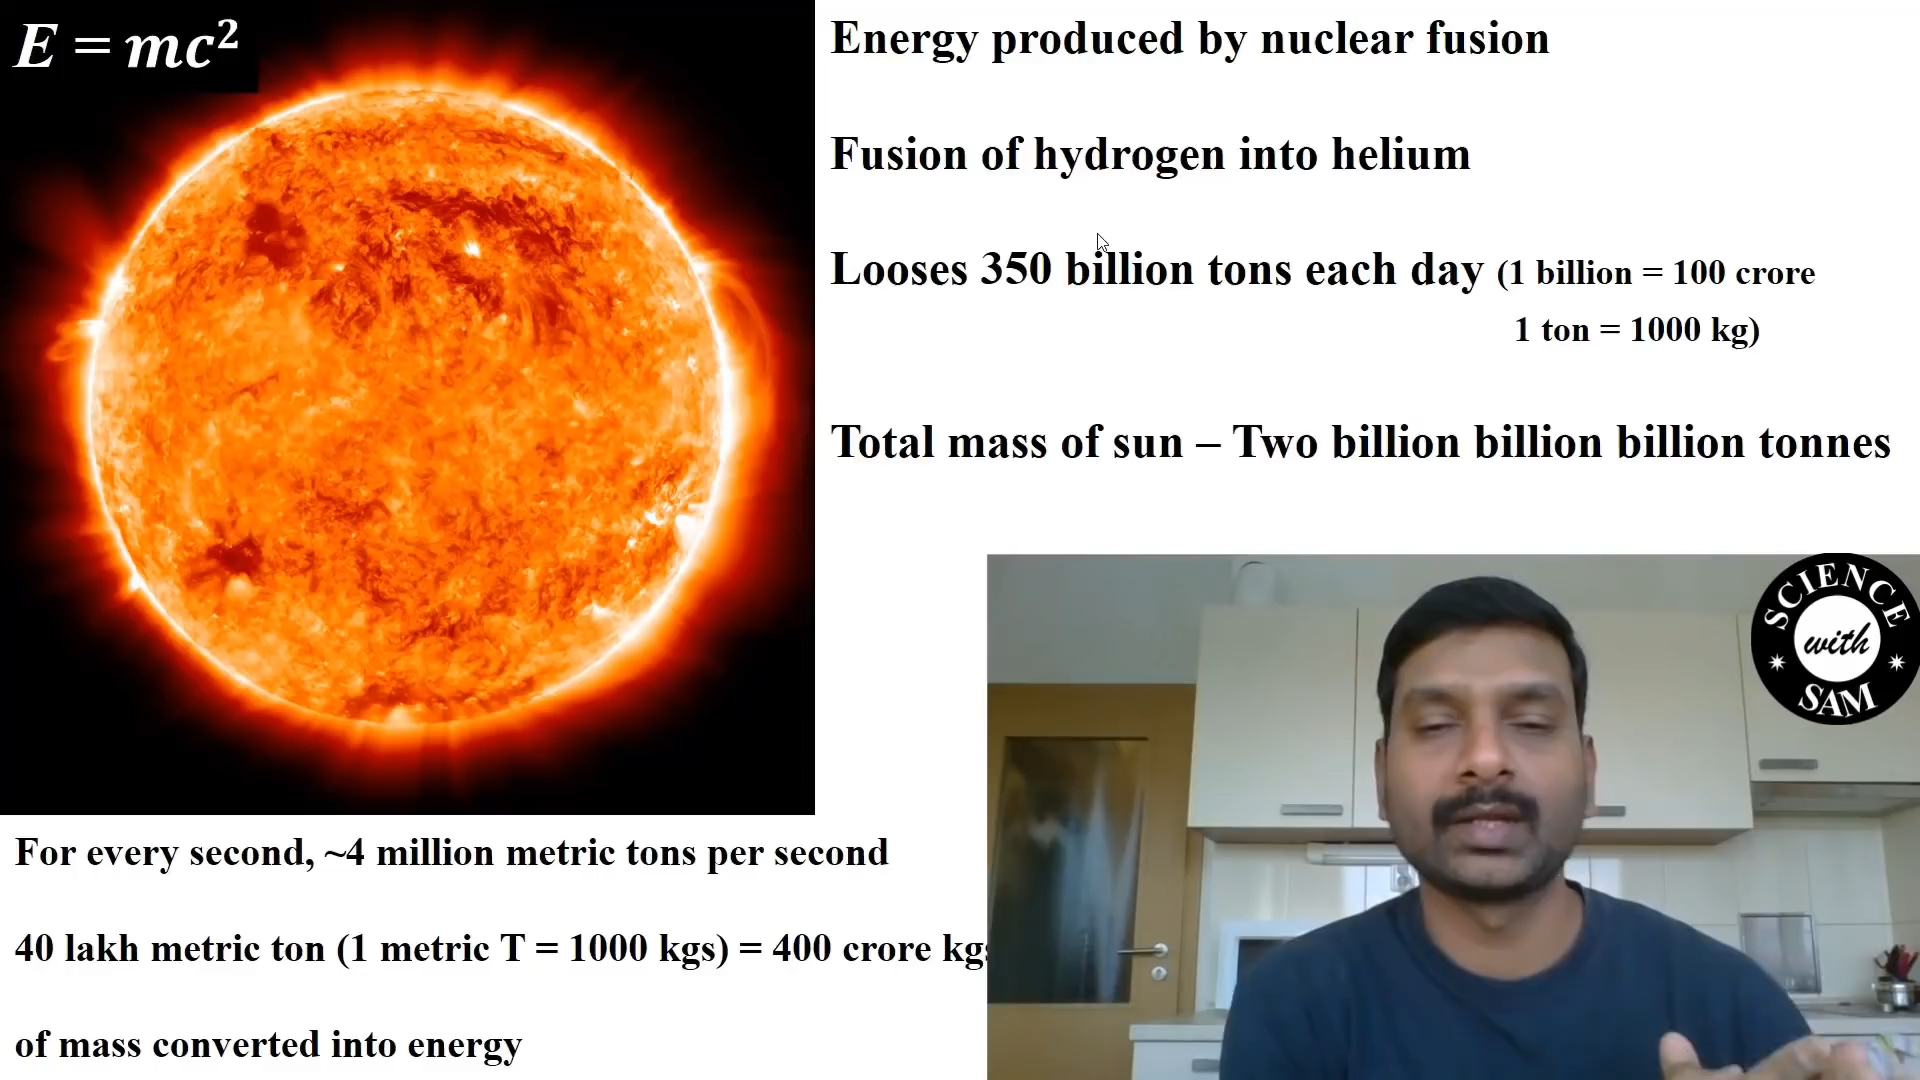 E = mc²
Energy produced by nuclear fusion
Fusion of hydrogen into helium
Looses 350 billion tons each day (1 billion = 100 crore
1 ton = 1000 kg)
Total mass of sun – Two billion billion billion tonnes
SCIENCE
with
SAM
For every second, ~4 million metric tons per second
40 lakh metric ton (1 metric T = 1000 kgs) = 400 crore kgs
of mass converted into energy